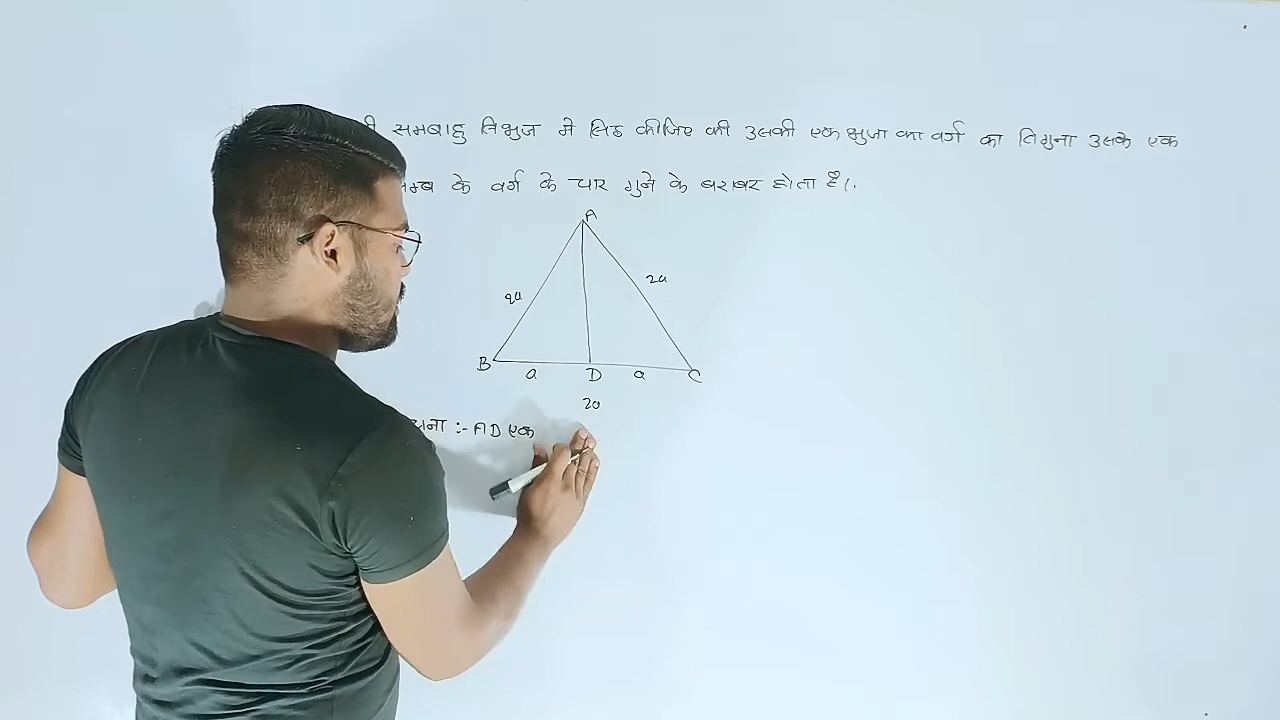 समबाहु त्रिभुज में सिद्ध कीजिए की उसकी एक भुजा का वर्ग का तिगुना उसके एक
के वर्ग के चार गुने के बराबर होता है।.
A
2a
2a
B
a
D
a
C
2a
:- AD एक